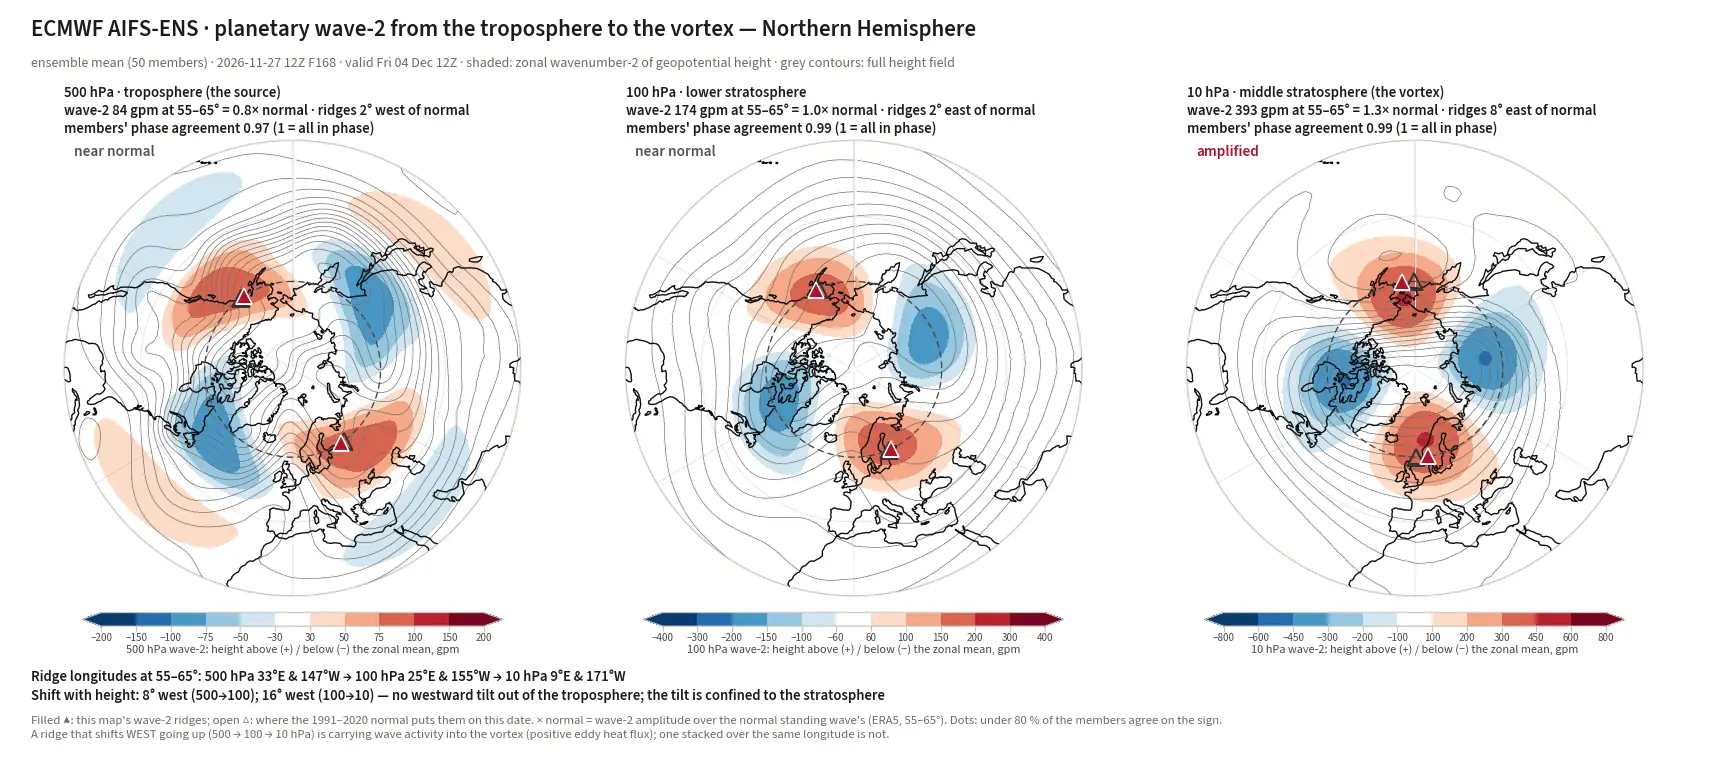 ECMWF AIFS-ENS · planetary wave-2 from the troposphere to the vortex — Northern Hemisphere
ensemble mean (50 members) · 2026-11-27 12Z F168 · valid Fri 04 Dec 12Z · shaded: zonal wavenumber-2 of geopotential height · grey contours: full height field
500 hPa · troposphere (the source)
wave-2 84 gpm at 55–65° = 0.8× normal · ridges 2° west of normal
members' phase agreement 0.97 (1 = all in phase)
near normal
100 hPa · lower stratosphere
wave-2 174 gpm at 55–65° = 1.0× normal · ridges 2° east of normal
members' phase agreement 0.99 (1 = all in phase)
near normal
10 hPa · middle stratosphere (the vortex)
wave-2 393 gpm at 55–65° = 1.3× normal · ridges 8° east of normal
members' phase agreement 0.99 (1 = all in phase)
amplified
−200 −150 −100 −75 −50 −30 30 50 75 100 150 200
500 hPa wave-2: height above (+) / below (−) the zonal mean, gpm
−400 −300 −200 −150 −100 −60 60 100 150 200 300 400
100 hPa wave-2: height above (+) / below (−) the zonal mean, gpm
−800 −600 −450 −300 −200 −100 100 200 300 450 600 800
10 hPa wave-2: height above (+) / below (−) the zonal mean, gpm
Ridge longitudes at 55–65°: 500 hPa 33°E & 147°W → 100 hPa 25°E & 155°W → 10 hPa 9°E & 171°W
Shift with height: 8° west (500→100); 16° west (100→10) — no westward tilt out of the troposphere; the tilt is confined to the stratosphere
Filled ▲: this map's wave-2 ridges; open △: where the 1991–2020 normal puts them on this date. × normal = wave-2 amplitude over the normal standing wave's (ERA5, 55–65°). Dots: under 80 % of the members agree on the sign.
A ridge that shifts WEST going up (500 → 100 → 10 hPa) is carrying wave activity into the vortex (positive eddy heat flux); one stacked over the same longitude is not.